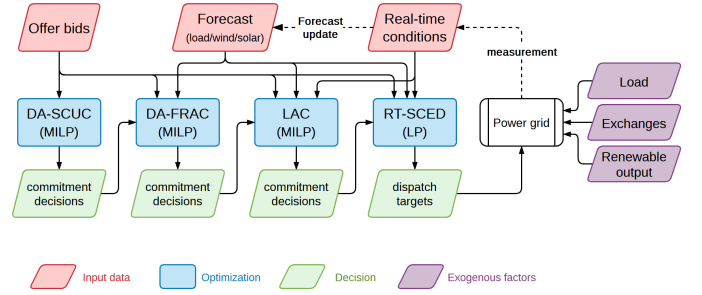 Offer bids
Forecast
(load/wind/solar)
Forecast
update
Real-time
conditions
measurement
DA-SCUC
(MILP)
DA-FRAC
(MILP)
LAC
(MILP)
RT-SCED
(LP)
Power grid
Load
Exchanges
Renewable
output
commitment
decisions
commitment
decisions
commitment
decisions
dispatch
targets
Input data
Optimization
Decision
Exogenous factors